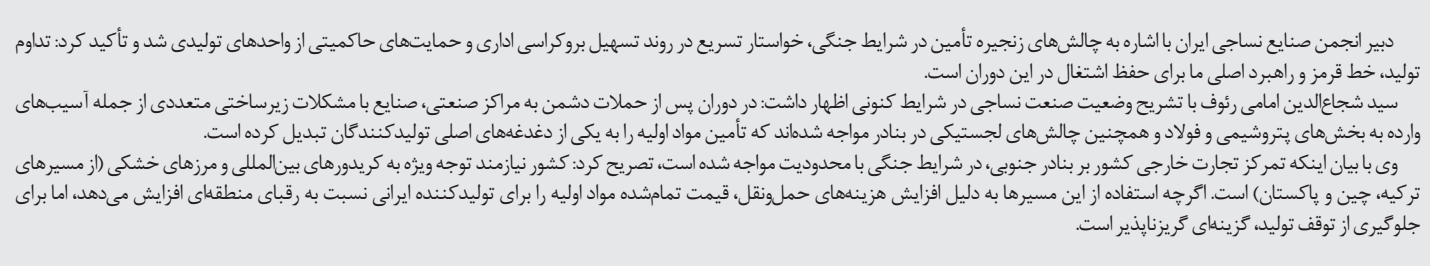 دبیر انجمن صنایع نساجی ایران با اشاره به چالش‌های زنجیره تأمین در شرایط جنگی، خواستار تسریع در روند تسهیل بروکراسی اداری و حمایت‌های حاکمیتی از واحدهای تولیدی شد و تأکید کرد: تداوم
تولید، خط قرمز و راهبرد اصلی ما برای حفظ اشتغال در این دوران است.
سید شجاع‌الدین امامی رئوف با تشریح وضعیت صنعت نساجی در شرایط کنونی اظهار داشت: در دوران پس از حملات دشمن به مراکز صنعتی، صنایع با مشکلات زیرساختی متعددی از جمله آسیب‌های
وارده به بخش‌های پتروشیمی و فولاد و همچنین چالش‌های لجستیکی در بنادر مواجه شده‌اند که تأمین مواد اولیه را به یکی از دغدغه‌های اصلی تولیدکنندگان تبدیل کرده است.
وی با بیان اینکه تمرکز تجارت خارجی کشور بر بنادر جنوبی، در شرایط جنگی با محدودیت مواجه شده است، تصریح کرد: کشور نیازمند توجه ویژه به کریدورهای بین‌المللی و مرزهای خشکی (از مسیرهای
ترکیه، چین و پاکستان) است. اگرچه استفاده از این مسیرها به دلیل افزایش هزینه‌های حمل‌ونقل، قیمت تمام‌شده مواد اولیه را برای تولیدکننده ایرانی نسبت به رقبای منطقه‌ای افزایش می‌دهد، اما برای
جلوگیری از توقف تولید، گزینه‌ای گریزناپذیر است.